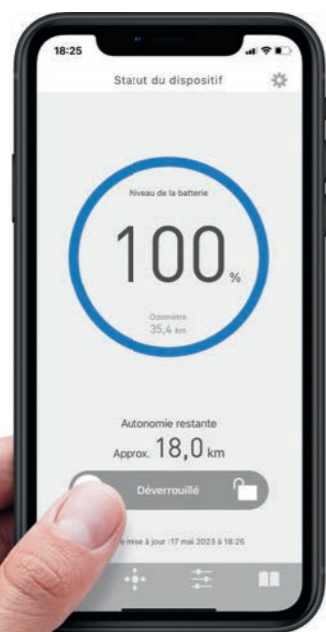 18:25
Statut du dispositif
Niveau de la batterie
100 %
Odomètre
35,4 km
Autonomie restante
Approx. 18,0 km
Déverrouillé
mise à jour :17 mai 2023 à 18:25